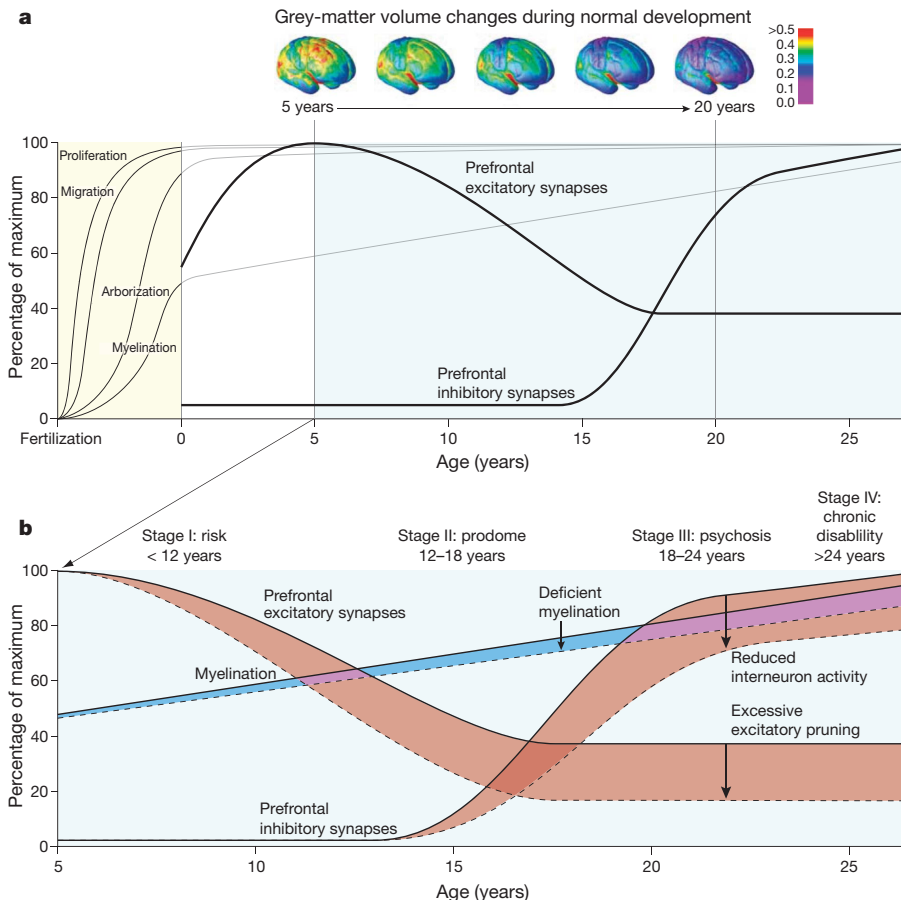 a
Grey-matter volume changes during normal development
>0.5
0.4
0.3
0.2
0.1
0.0
5 years
20 years
100
80
60
40
20
0
Percentage of maximum
Proliferation
Migration
Arborization
Myelination
Prefrontal
excitatory synapses
Prefrontal
inhibitory synapses
Fertilization
0
5
10
15
20
25
Age (years)
b
Stage I: risk
< 12 years
Stage II: prodome
12–18 years
Stage III: psychosis
18–24 years
Stage IV:
chronic
disablility
>24 years
100
80
60
40
20
0
Percentage of maximum
Prefrontal
excitatory synapses
Myelination
Deficient
myelination
Reduced
interneuron activity
Excessive
excitatory pruning
Prefrontal
inhibitory synapses
5
10
15
20
25
Age (years)